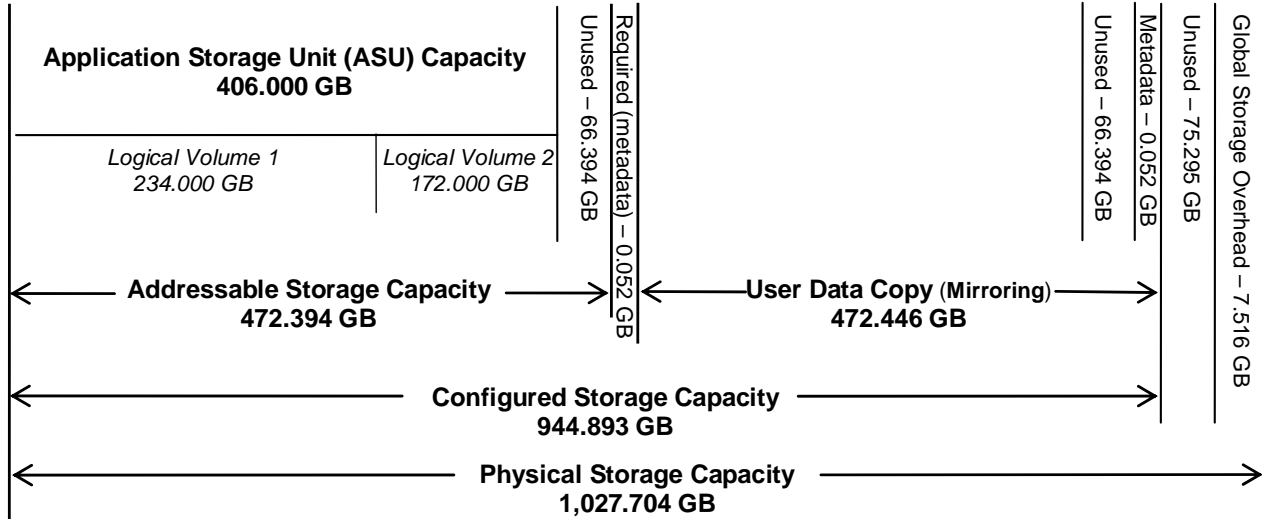 Application Storage Unit (ASU) Capacity
406.000 GB
Logical Volume 1
234.000 GB
Logical Volume 2
172.000 GB
Unused – 66.394 GB
Required (metadata) – 0.052 GB
Unused – 66.394 GB
Metadata – 0.052 GB
Unused – 75.295 GB
Global Storage Overhead – 7.516 GB
Addressable Storage Capacity
472.394 GB
User Data Copy (Mirroring)
472.446 GB
Configured Storage Capacity
944.893 GB
Physical Storage Capacity
1,027.704 GB